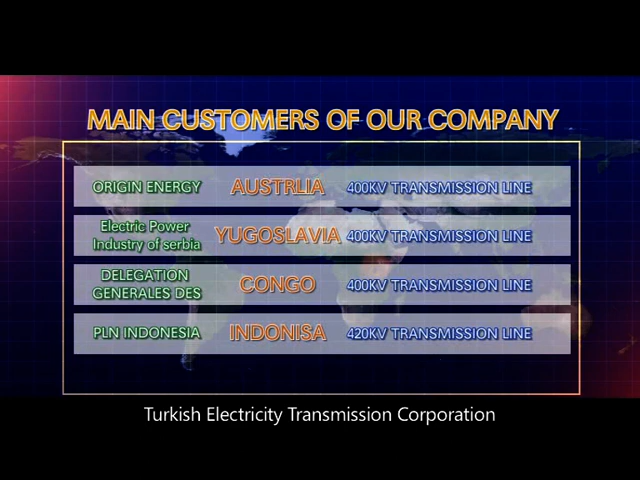 MAIN CUSTOMERS OF OUR COMPANY
ORIGIN ENERGY AUSTRLIA 400KV TRANSMISSION LINE
Electric Power
Industry of serbia YUGOSLAVIA 400KV TRANSMISSION LINE
DELEGATION
GENERALES DES CONGO 400KV TRANSMISSION LINE
PLN INDONESIA INDONISA 420KV TRANSMISSION LINE
Turkish Electricity Transmission Corporation